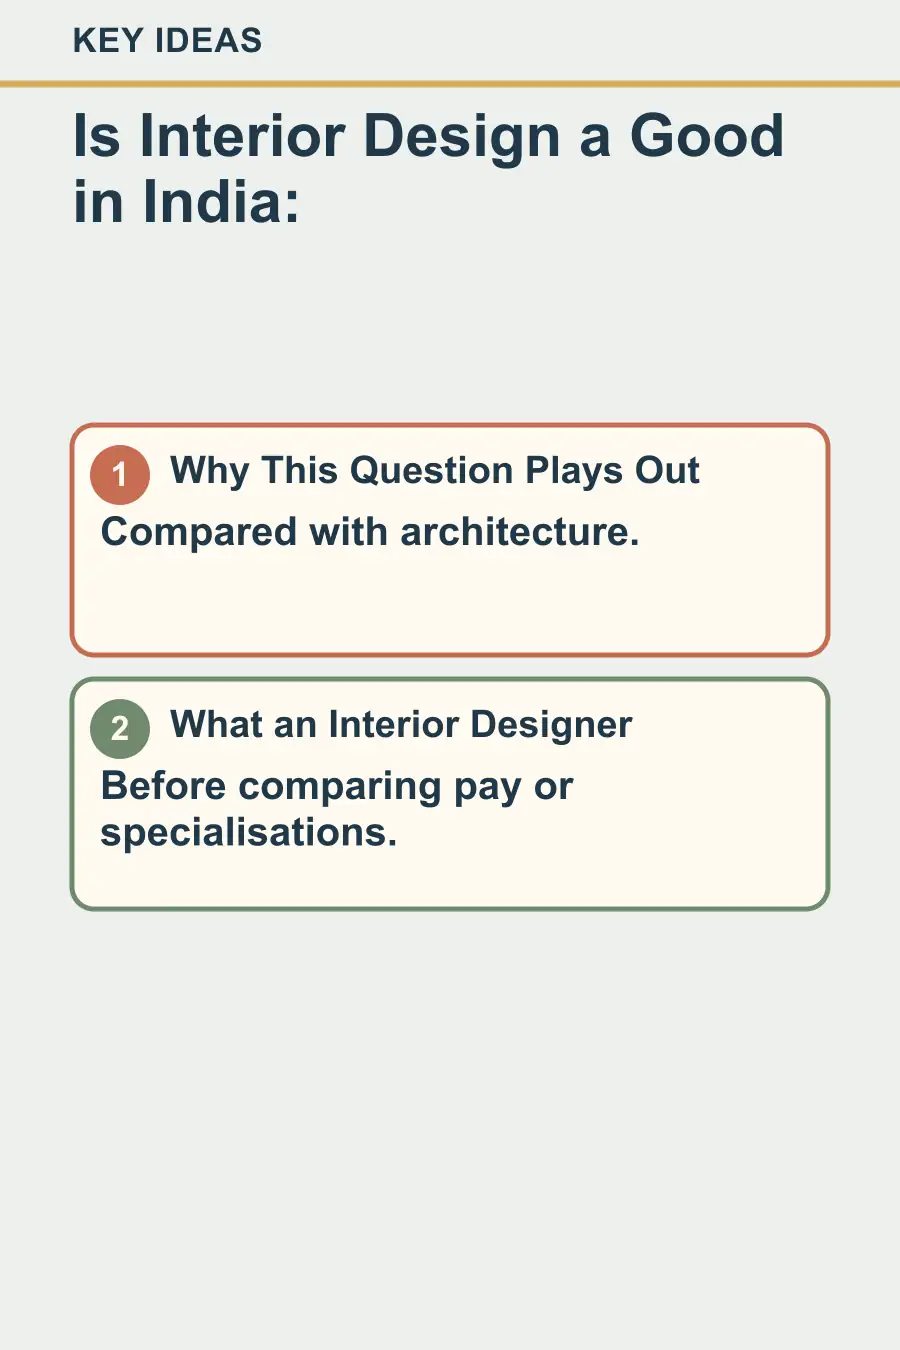 KEY IDEAS
Is Interior Design a Good
in India:
1 Why This Question Plays Out
Compared with architecture.
2 What an Interior Designer
Before comparing pay or
specialisations.